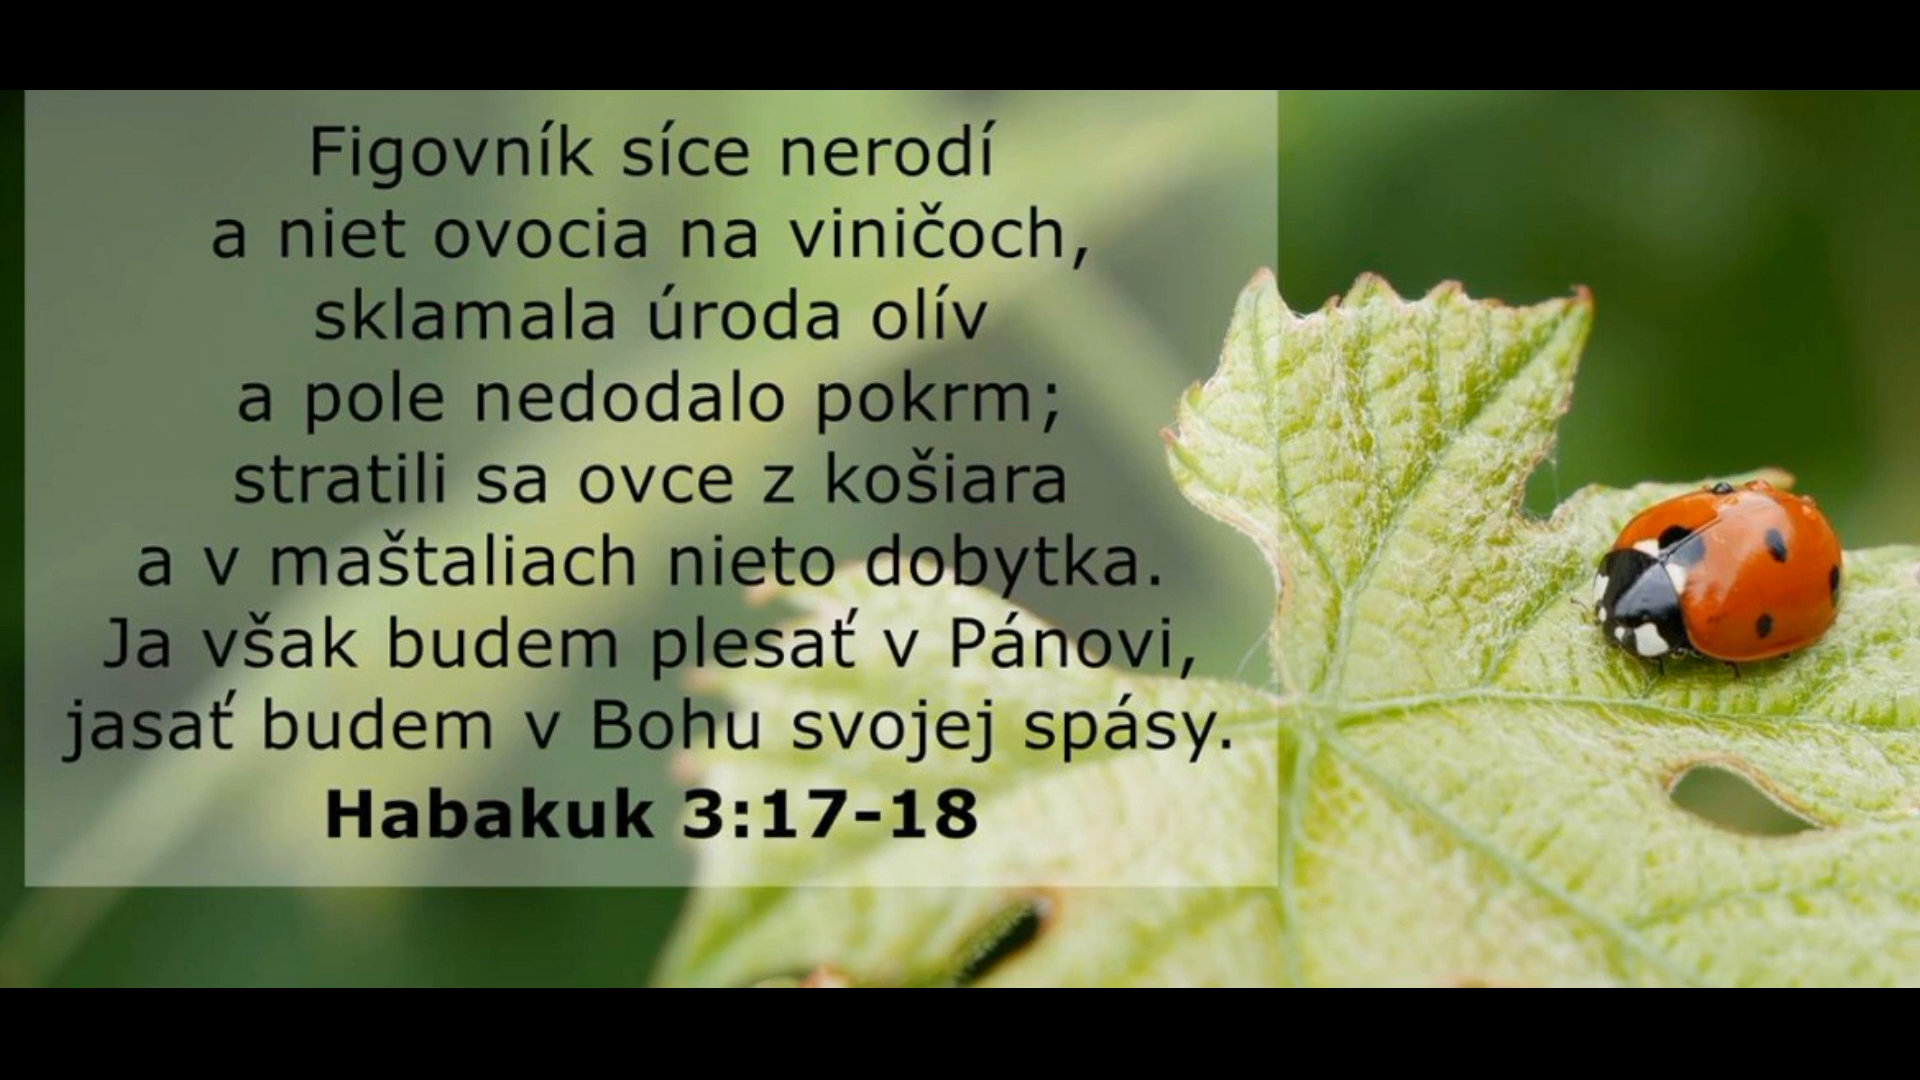 Figovník síce nerodí
a niet ovocia na viničoch,
sklamala úroda olív
a pole nedodalo pokrm;
stratili sa ovce z košiara
a v maštaliach nieto dobytka.
Ja však budem plesať v Pánovi,
jasať budem v Bohu svojej spásy.
Habakuk 3:17-18